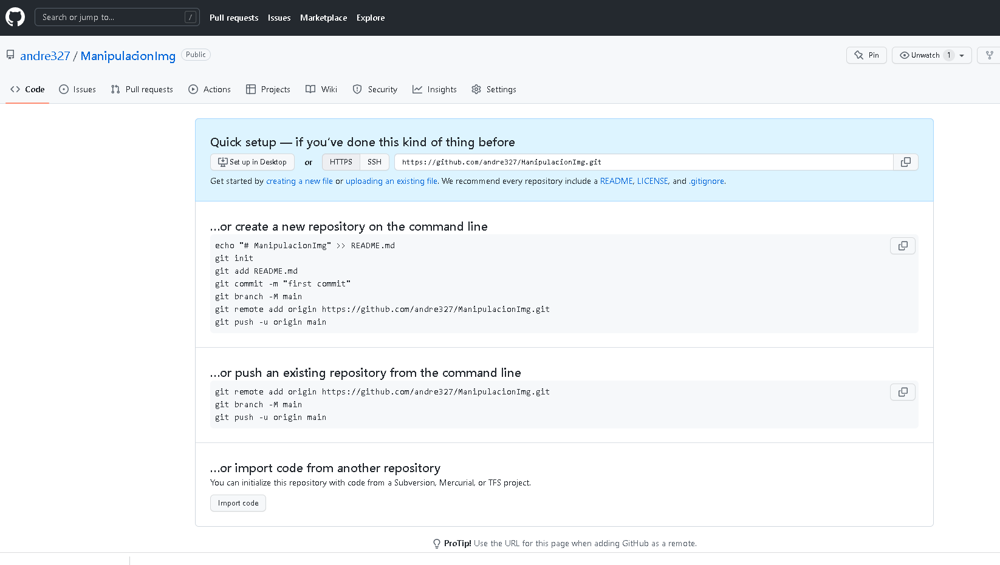 Search or jump to... /
Pull requests Issues Marketplace Explore
andre327 / ManipulacionImg Public
Pin Unwatch 1
Code Issues Pull requests Actions Projects Wiki Security Insights Settings
Quick setup — if you’ve done this kind of thing before
Set up in Desktop or HTTPS SSH https://github.com/andre327/ManipulacionImg.git
Get started by creating a new file or uploading an existing file. We recommend every repository include a README, LICENSE, and .gitignore.
…or create a new repository on the command line
echo "# ManipulacionImg" >> README.md
git init
git add README.md
git commit -m "first commit"
git branch -M main
git remote add origin https://github.com/andre327/ManipulacionImg.git
git push -u origin main
…or push an existing repository from the command line
git remote add origin https://github.com/andre327/ManipulacionImg.git
git branch -M main
git push -u origin main
…or import code from another repository
You can initialize this repository with code from a Subversion, Mercurial, or TFS project.
Import code
ProTip! Use the URL for this page when adding GitHub as a remote.